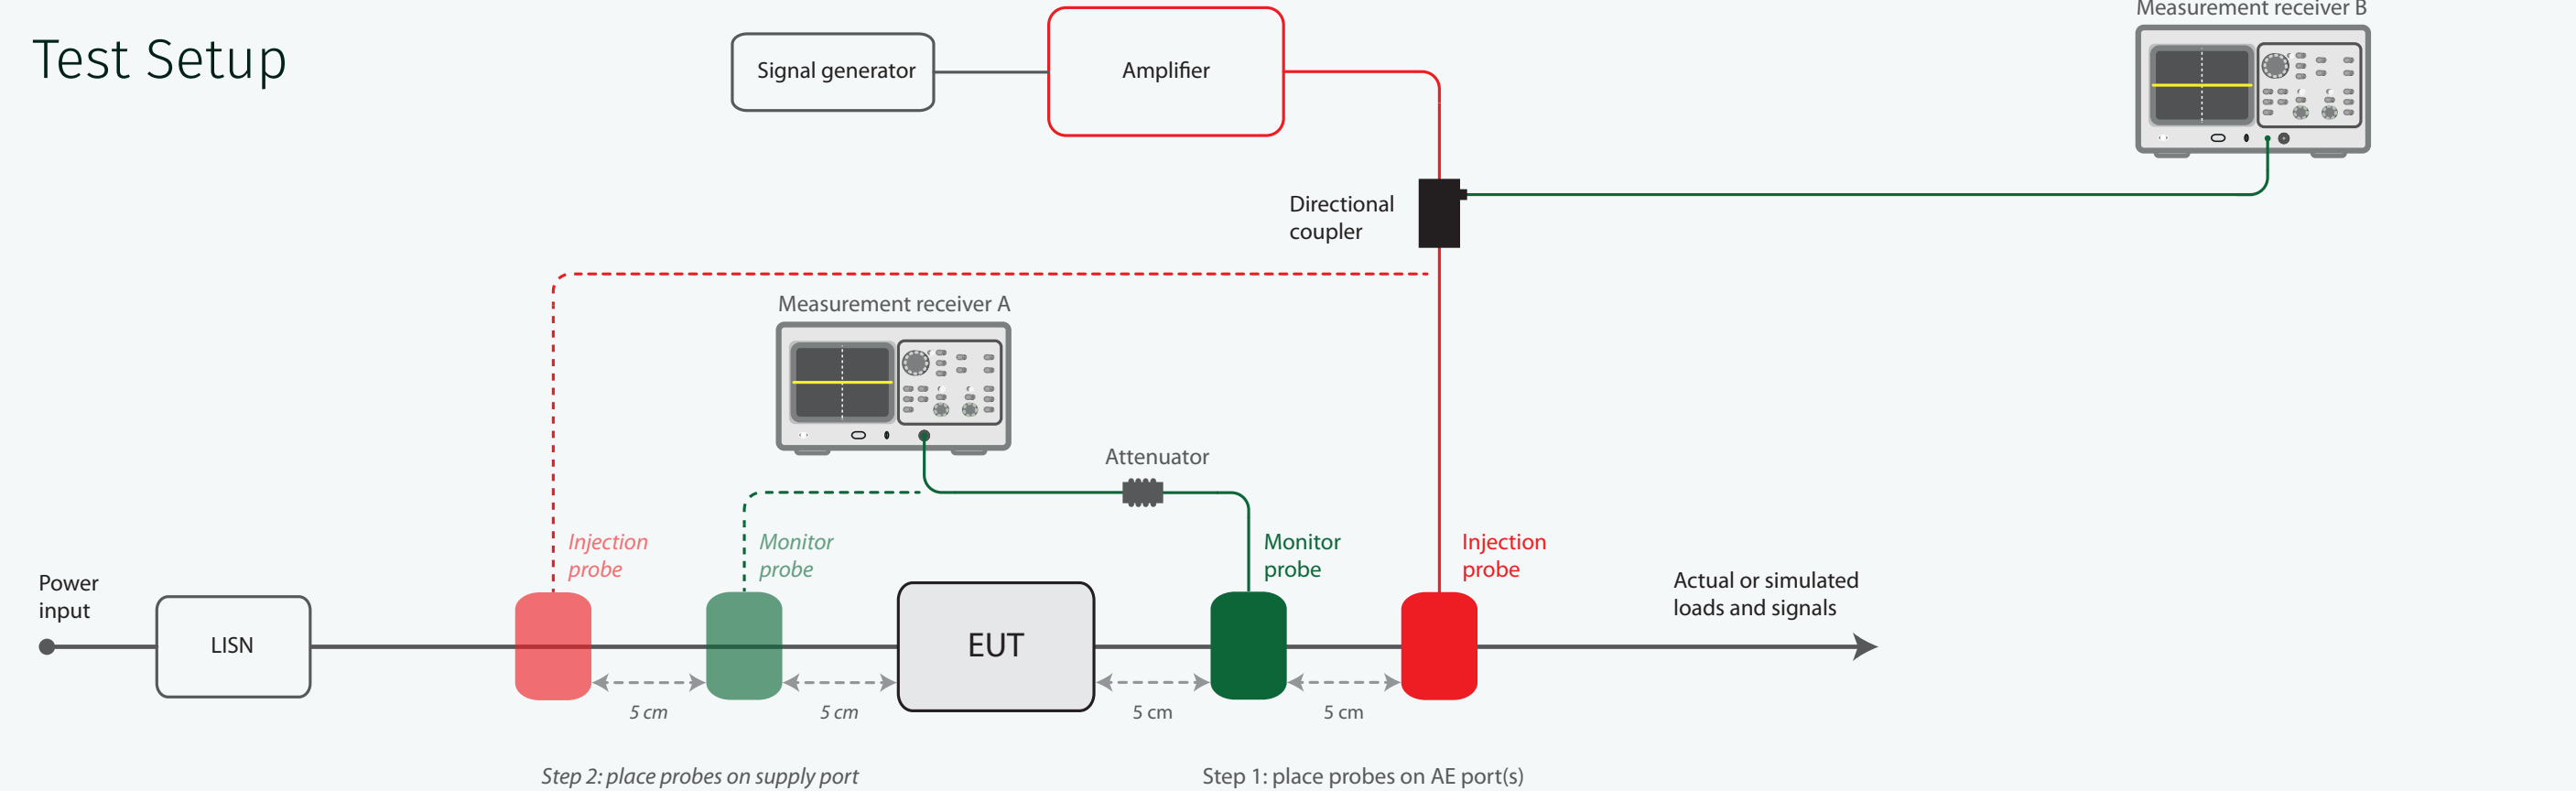 Test Setup
Signal generator
Amplifier
Measurement receiver B
Directional
coupler
Measurement receiver A
Attenuator
Injection
probe
Monitor
probe
Monitor
probe
Injection
probe
Power
input
LISN
EUT
Actual or simulated
loads and signals
5 cm
5 cm
5 cm
5 cm
Step 2: place probes on supply port
Step 1: place probes on AE port(s)